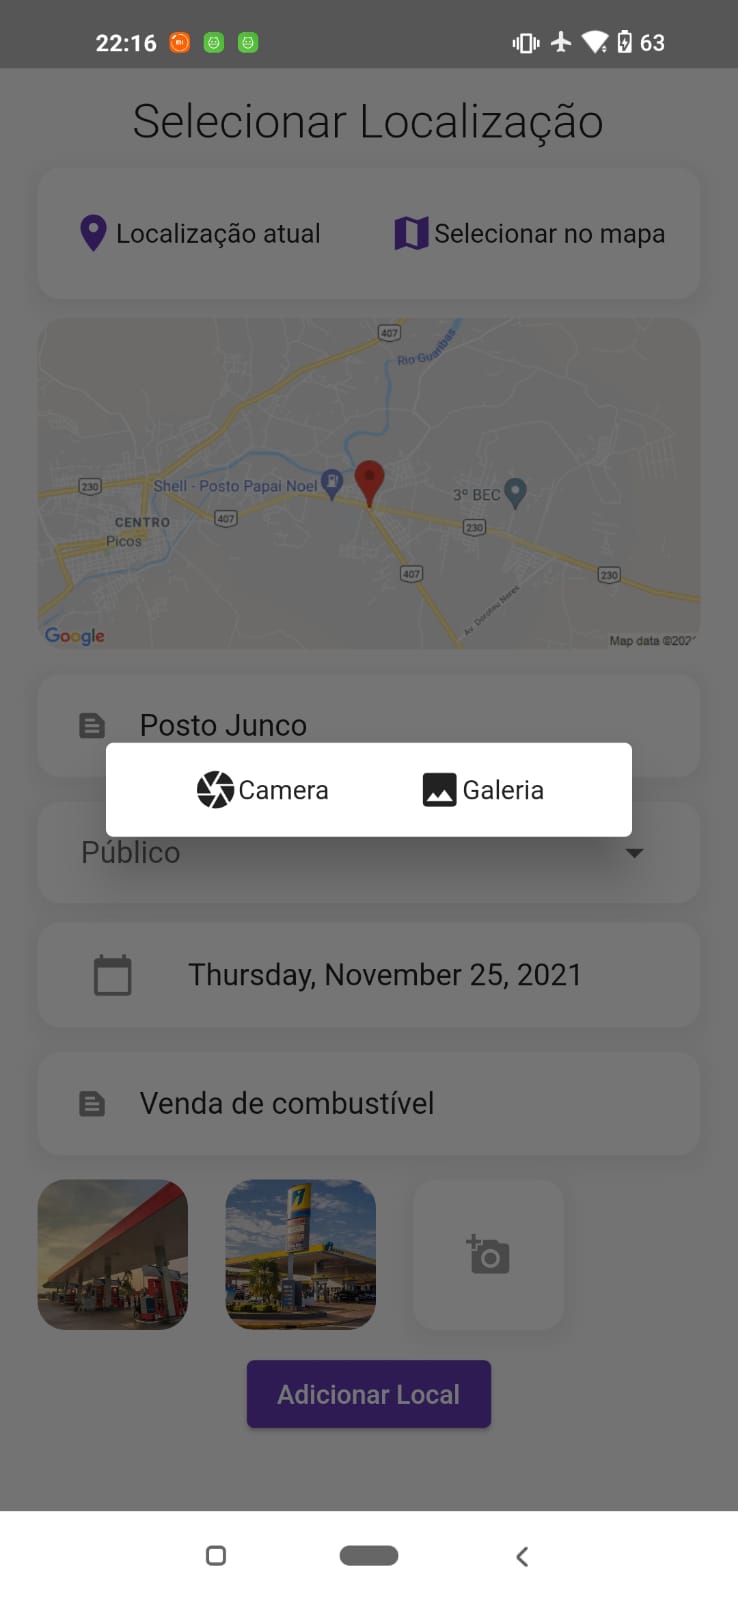 22:16 63
Selecionar Localização
Localização atual Selecionar no mapa
407
Rio Guaribas
230 Shell - Posto Papai Noel 3º BEC
CENTRO 407 230
Picos
407 230
Av. Doroteu Neres
Google Map data ©202
Posto Junco
Camera Galeria
Público
Thursday, November 25, 2021
Venda de combustível
Adicionar Local